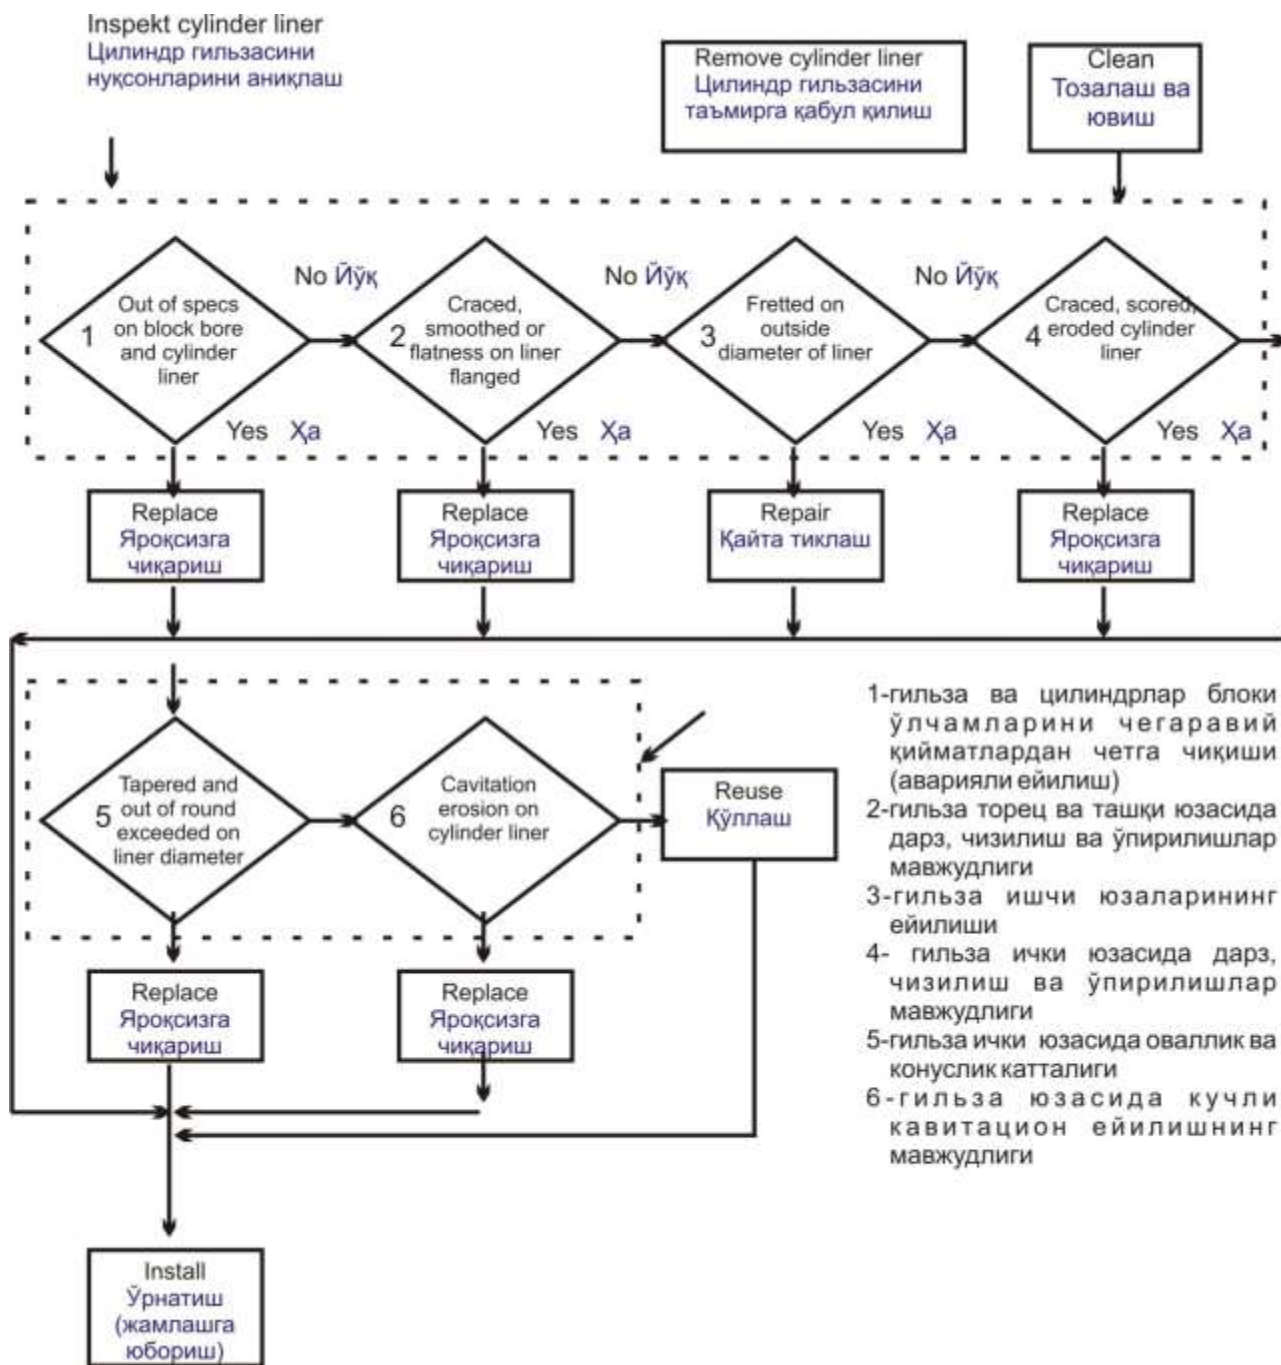 Inspekt cylinder liner
Цилиндр гильзасини
нуқсонларини аниқлаш
Remove cylinder liner
Цилиндр гильзасини
таъмирга қабул қилиш
Clean
Тозалаш ва
ювиш
No Йўқ
No Йўқ
No Йўқ
1
Out of specs
on block bore
and cylinder
liner
2
Craced,
smoothed or
flatness on liner
flanged
3
Fretted on
outside
diameter of liner
4
Craced, scored,
eroded cylinder
liner
Yes Ҳа
Yes Ҳа
Yes Ҳа
Yes Ҳа
Replace
Яроқсизга
чиқариш
Replace
Яроқсизга
чиқариш
Repair
Қайта тиклаш
Replace
Яроқсизга
чиқариш
5
Tapered and
out of round
exceeded on
liner diameter
6
Cavitation
erosion on
cylinder liner
Reuse
Қўллаш
Replace
Яроқсизга
чиқариш
Replace
Яроқсизга
чиқариш
Install
Ўрнатиш
(жамлашга
юбориш)
1-гильза ва цилиндрлар блоки
ўлчамларини чегаравий
қийматлардан четга чиқиши
(аварияли ейилиш)
2-гильза торец ва ташқи юзасида
дарз, чизилиш ва ўпирилишлар
мавжудлиги
3-гильза ишчи юзаларининг
ейилиши
4- гильза ички юзасида дарз,
чизилиш ва ўпирилишлар
мавжудлиги
5-гильза ички юзасида оваллик ва
конуслик катталиги
6-гильза юзасида кучли
кавитацион ейилишнинг
мавжудлиги